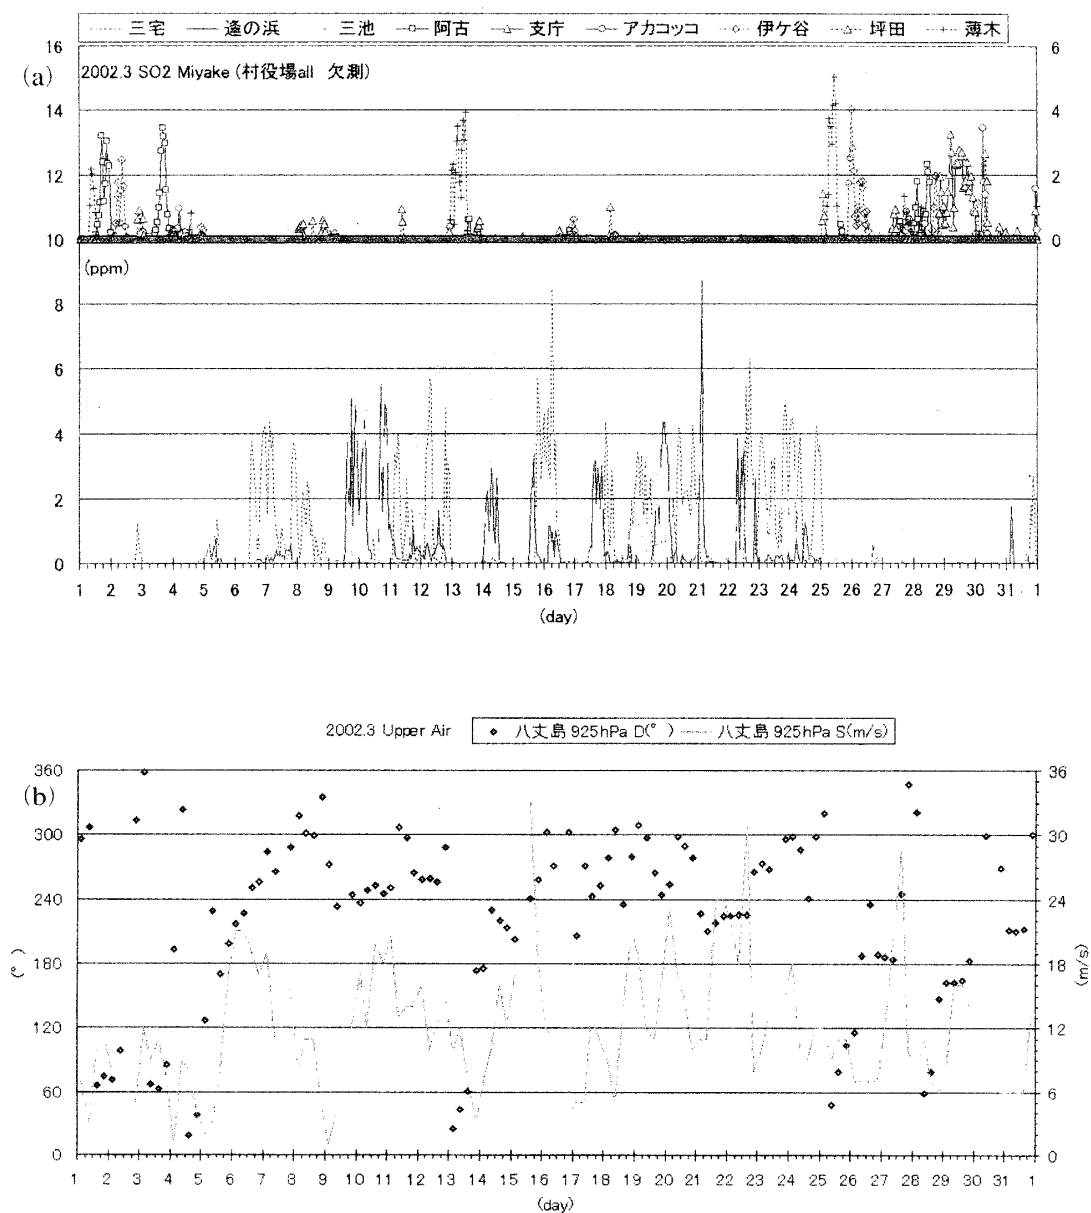 三宅 逢の浜 三池 阿古 支庁 アカコッコ 伊ケ谷 坪田 薄木
(a)
2002.3 SO2 Miyake (村役場all 欠測)
16 6
14 4
12 2
10 0
(ppm)
8
6
4
2
0
1 2 3 4 5 6 7 8 9 10 11 12 13 14 15 16 17 18 19 20 21 22 23 24 25 26 27 28 29 30 31 1
(day)
2002.3 Upper Air 八丈島 925hPa D(°) 八丈島 925hPa S(m/s)
(b)
360 36
300 30
240 24
180 18
120 12
60 6
0 0
(°)
(m/s)
1 2 3 4 5 6 7 8 9 10 11 12 13 14 15 16 17 18 19 20 21 22 23 24 25 26 27 28 29 30 31 1
(day)